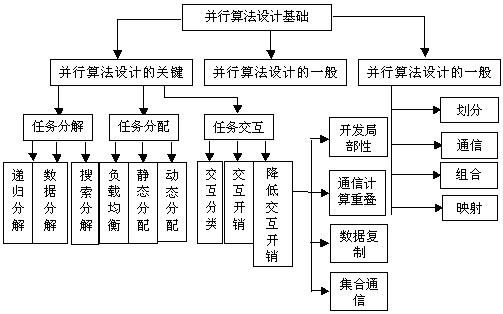 并行算法设计基础
并行算法设计的关键
并行算法设计的一般
并行算法设计的一般
任务分解
任务分配
任务交互
递归分解
数据分解
搜索分解
负载均衡
静态分配
动态分配
交互分类
交互开销
降低交互开销
开发局
部性
通信计
算重叠
数据复
制
集合通
信
划分
通信
组合
映射